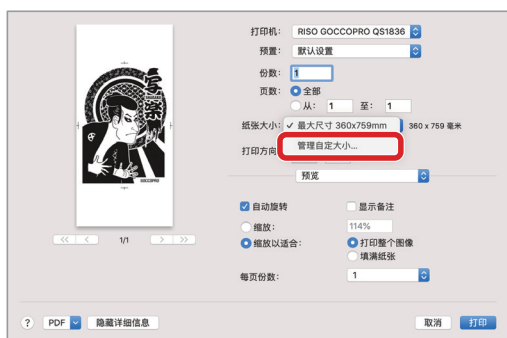 打印机： RISO GOCCOPRO QS1836
预置： 默认设置
份数： 1
页数： 全部
从： 1 至： 1
纸张大小： ✓ 最大尺寸 360x759mm 360 x 759 毫米
管理自定大小...
打印方向
预览
自动旋转 显示备注
缩放： 114%
缩放以适合： 打印整个图像
填满纸张
每页份数： 1
写楽
SHARAKU
GOCCOPRO
<< < 1/1 > >>
? PDF 隐藏详细信息 取消 打印